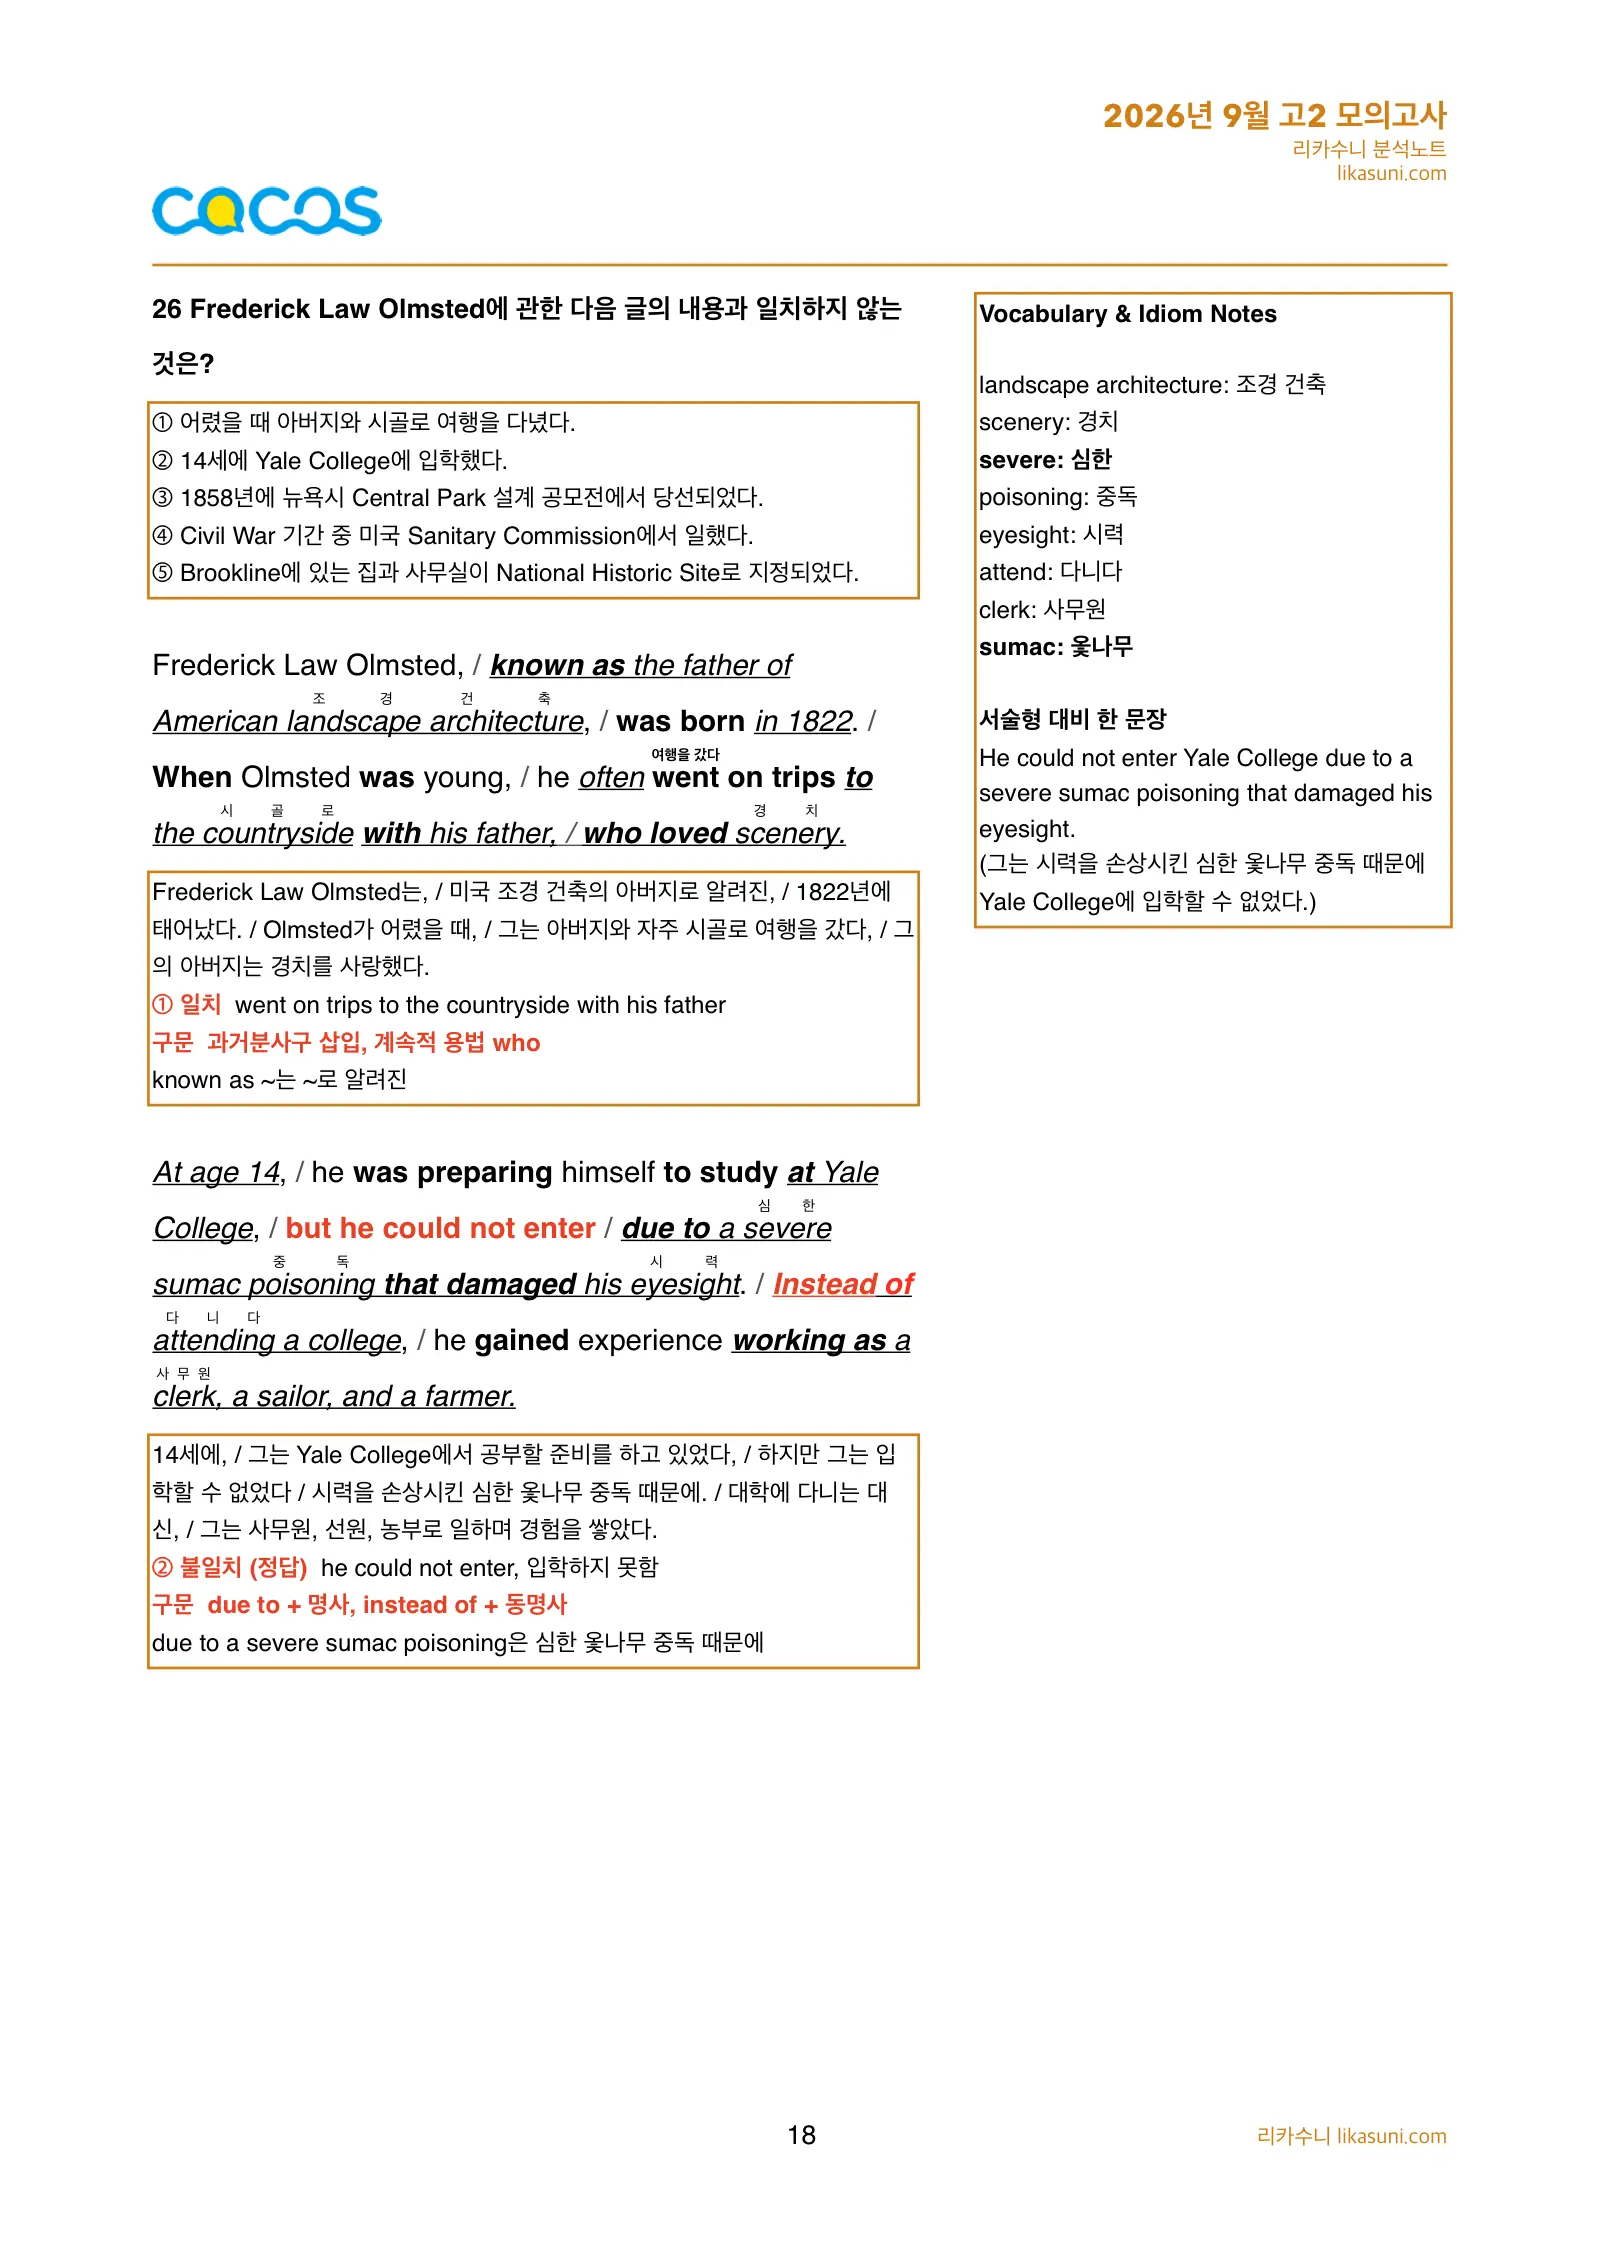 2026년 9월 고2 모의고사
리카수니 분석노트
likasuni.com
cacos
26 Frederick Law Olmsted에 관한 다음 글의 내용과 일치하지 않는
것은?
① 어렸을 때 아버지와 시골로 여행을 다녔다.
② 14세에 Yale College에 입학했다.
③ 1858년에 뉴욕시 Central Park 설계 공모전에서 당선되었다.
④ Civil War 기간 중 미국 Sanitary Commission에서 일했다.
⑤ Brookline에 있는 집과 사무실이 National Historic Site로 지정되었다.
Frederick Law Olmsted, / known as the father of
조 경 건 축
American landscape architecture, / was born in 1822. /
여행을 갔다
When Olmsted was young, / he often went on trips to
시 골 로 경 치
the countryside with his father, / who loved scenery.
Frederick Law Olmsted는, / 미국 조경 건축의 아버지로 알려진, / 1822년에
태어났다. / Olmsted가 어렸을 때, / 그는 아버지와 자주 시골로 여행을 갔다, / 그
의 아버지는 경치를 사랑했다.
① 일치 went on trips to the countryside with his father
구문 과거분사구 삽입, 계속적 용법 who
known as ~는 ~로 알려진
At age 14, / he was preparing himself to study at Yale
심 한
College, / but he could not enter / due to a severe
중 독 시 력
sumac poisoning that damaged his eyesight. / Instead of
다 니 다
attending a college, / he gained experience working as a
사 무 원
clerk, a sailor, and a farmer.
14세에, / 그는 Yale College에서 공부할 준비를 하고 있었다, / 하지만 그는 입
학할 수 없었다 / 시력을 손상시킨 심한 옻나무 중독 때문에. / 대학에 다니는 대
신, / 그는 사무원, 선원, 농부로 일하며 경험을 쌓았다.
② 불일치 (정답) he could not enter, 입학하지 못함
구문 due to + 명사, instead of + 동명사
due to a severe sumac poisoning은 심한 옻나무 중독 때문에
Vocabulary & Idiom Notes
landscape architecture: 조경 건축
scenery: 경치
severe: 심한
poisoning: 중독
eyesight: 시력
attend: 다니다
clerk: 사무원
sumac: 옻나무
서술형 대비 한 문장
He could not enter Yale College due to a
severe sumac poisoning that damaged his
eyesight.
(그는 시력을 손상시킨 심한 옻나무 중독 때문에
Yale College에 입학할 수 없었다.)
18
리카수니 likasuni.com